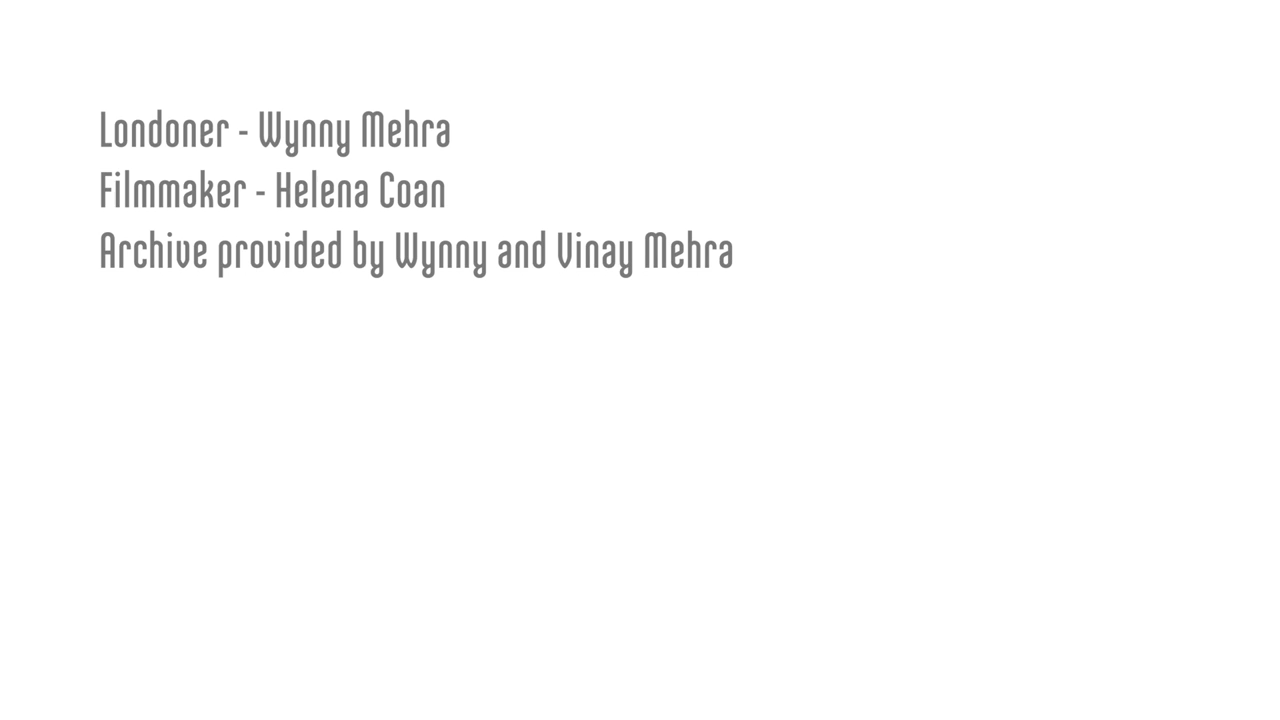 Londoner - Wynny Mehra
Filmmaker - Helena Coan
Archive provided by Wynny and Vinay Mehra